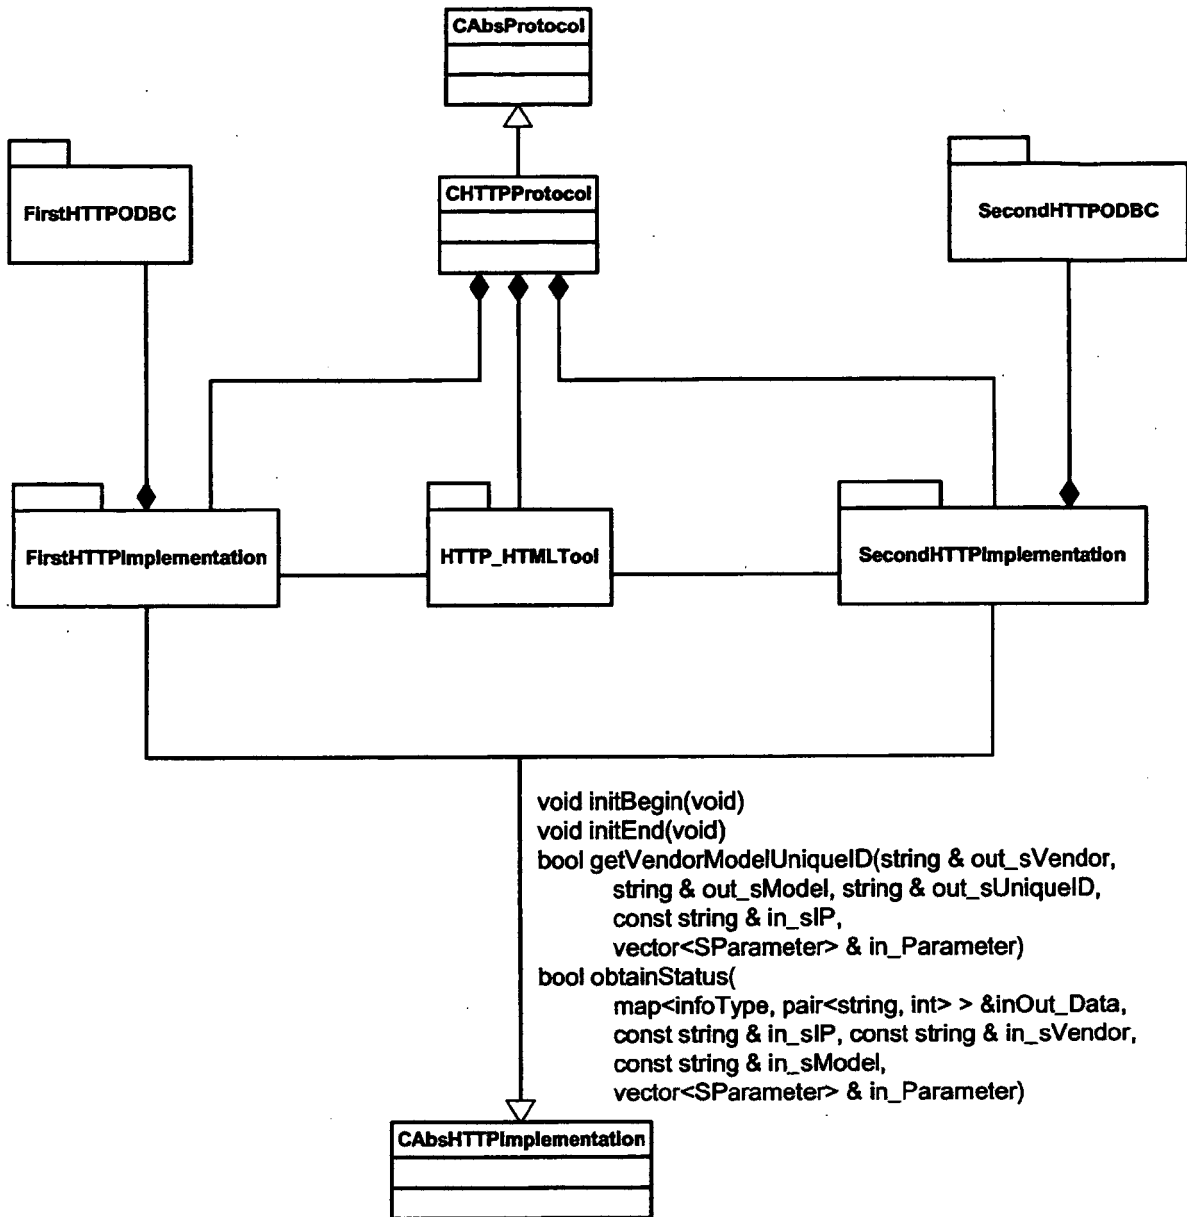 CAbsProtocol
CHTTPProtocol
FirstHTTPODBC
SecondHTTPODBC
FirstHTTPImplementation
HTTP_HTMLTool
SecondHTTPImplementation
void initBegin(void)
void initEnd(void)
bool getVendorModelUniqueID(string & out_sVendor,
string & out_sModel, string & out_sUniqueID,
const string & in_sIP,
vector<SParameter> & in_Parameter)
bool obtainStatus(
map<infoType, pair<string, int> > &inOut_Data,
const string & in_sIP, const string & in_sVendor,
const string & in_sModel,
vector<SParameter> & in_Parameter)
CAbsHTTPImplementation